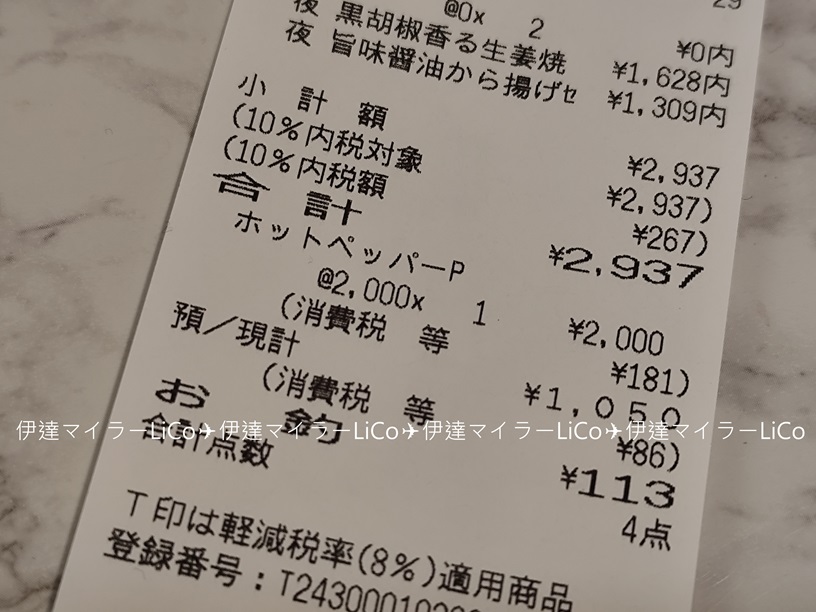 29
@0x 2 ¥0内
夜 黒胡椒香る生姜焼 ¥1,628内
夜 旨味醤油から揚げセ ¥1,309内
小 計 額 ¥2,937
(10%内税対象 ¥2,937)
(10%内税額 ¥267)
合 計 ¥2,937
ホットペッパーP
@2,000x 1 ¥2,000
(消費税 等 ¥181)
預/現計 ¥1,050
(消費税 等 ¥86)
お 釣 ¥113
合計点数 4点
T印は軽減税率(8%)適用商品
登録番号:T2430001
伊達マイラーLiCo✈伊達マイラーLiCo✈伊達マイラーLiCo✈伊達マイラーLiCo